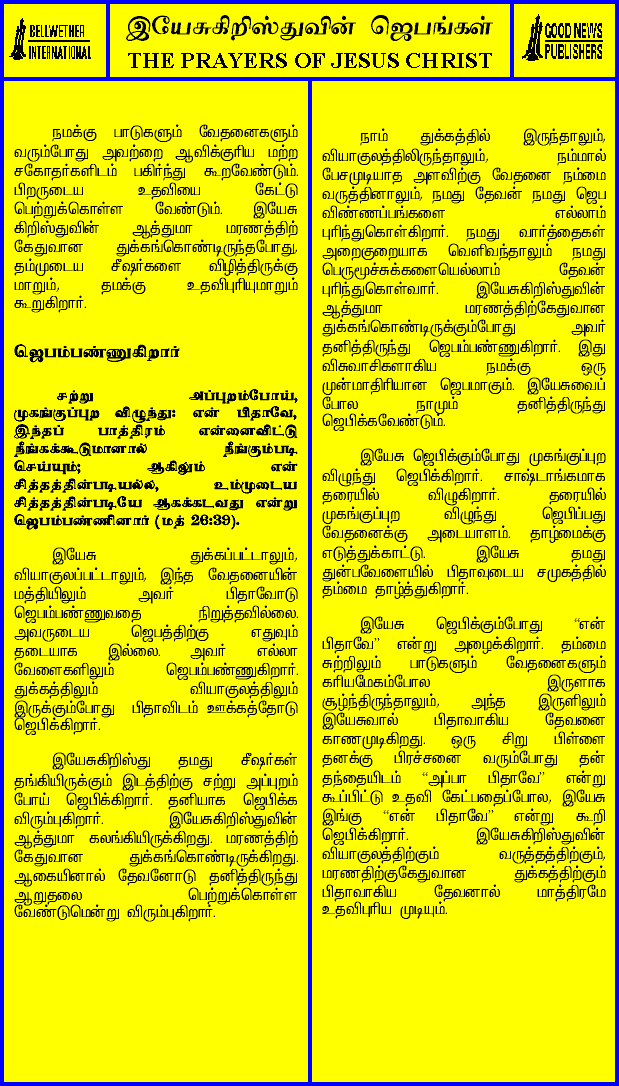 BELLWETHER
INTERNATIONAL
இயேசுகிறிஸ்துவின் ஜெபங்கள்
THE PRAYERS OF JESUS CHRIST
GOOD NEWS
PUBLISHERS
நமக்கு பாடுகளும் வேதனைகளும்
வரும்போது அவற்றை ஆவிக்குரிய மற்ற
சகோதரர்களிடம் பகிர்ந்து கூறவேண்டும்.
பிறருடைய உதவியை கேட்டு
பெற்றுக்கொள்ள வேண்டும். இயேசு
கிறிஸ்துவின் ஆத்துமா மரணத்திற்
கேதுவான துக்கங்கொண்டிருந்தபோது,
தம்முடைய சீஷர்களை விழித்திருக்கு
மாறும், தமக்கு உதவிபுரியுமாறும்
கூறுகிறார்.
ஜெபம்பண்ணுகிறார்
சற்று அப்புறம்போய்,
முகங்குப்புற விழுந்து: என் பிதாவே,
இந்தப் பாத்திரம் என்னைவிட்டு
நீங்கக்கூடுமானால் நீங்கும்படி
செய்யும்; ஆகிலும் என்
சித்தத்தின்படியல்ல, உம்முடைய
சித்தத்தின்படியே ஆகக்கடவது என்று
ஜெபம்பண்ணினார் (மத் 26:39).
இயேசு துக்கப்பட்டாலும்,
வியாகுலப்பட்டாலும், இந்த வேதனையின்
மத்தியிலும் அவர் பிதாவோடு
ஜெபம்பண்ணுவதை நிறுத்தவில்லை.
அவருடைய ஜெபத்திற்கு எதுவும்
தடையாக இல்லை. அவர் எல்லா
வேளைகளிலும் ஜெபம்பண்ணுகிறார்.
துக்கத்திலும் வியாகுலத்திலும்
இருக்கும்போது பிதாவிடம் ஊக்கத்தோடு
ஜெபிக்கிறார்.
இயேசுகிறிஸ்து தமது சீஷர்கள்
தங்கியிருக்கும் இடத்திற்கு சற்று அப்புறம்
போய் ஜெபிக்கிறார். தனியாக ஜெபிக்க
விரும்புகிறார். இயேசுகிறிஸ்துவின்
ஆத்துமா கலங்கியிருக்கிறது. மரணத்திற்
கேதுவான துக்கங்கொண்டிருக்கிறது.
ஆகையினால் தேவனோடு தனித்திருந்து
ஆறுதலை பெற்றுக்கொள்ள
வேண்டுமென்று விரும்புகிறார்.
நாம் துக்கத்தில் இருந்தாலும்,
வியாகுலத்திலிருந்தாலும், நம்மால்
பேசமுடியாத அளவிற்கு வேதனை நம்மை
வருத்தினாலும், நமது தேவன் நமது ஜெப
விண்ணப்பங்களை எல்லாம்
புரிந்துகொள்கிறார். நமது வார்த்தைகள்
அறைகுறையாக வெளிவந்தாலும் நமது
பெருமூச்சுக்களையெல்லாம் தேவன்
புரிந்துகொள்வார். இயேசுகிறிஸ்துவின்
ஆத்துமா மரணத்திற்கேதுவான
துக்கங்கொண்டிருக்கும்போது அவர்
தனித்திருந்து ஜெபம்பண்ணுகிறார். இது
விசுவாசிகளாகிய நமக்கு ஒரு
முன்மாதிரியான ஜெபமாகும். இயேசுவைப்
போல நாமும் தனித்திருந்து
ஜெபிக்கவேண்டும்.
இயேசு ஜெபிக்கும்போது முகங்குப்புற
விழுந்து ஜெபிக்கிறார். சாஷ்டாங்கமாக
தரையில் விழுகிறார். தரையில்
முகங்குப்புற விழுந்து ஜெபிப்பது
வேதனைக்கு அடையாளம். தாழ்மைக்கு
எடுத்துக்காட்டு. இயேசு தமது
துன்பவேளையில் பிதாவுடைய சமுகத்தில்
தம்மை தாழ்த்துகிறார்.
இயேசு ஜெபிக்கும்போது “என்
பிதாவே” என்று அழைக்கிறார். தம்மை
சுற்றிலும் பாடுகளும் வேதனைகளும்
கரியமேகம்போல இருளாக
சூழ்ந்திருந்தாலும், அந்த இருளிலும்
இயேசுவால் பிதாவாகிய தேவனை
காணமுடிகிறது. ஒரு சிறு பிள்ளை
தனக்கு பிரச்சனை வரும்போது தன்
தந்தையிடம் “அப்பா பிதாவே” என்று
கூப்பிட்டு உதவி கேட்பதைப்போல, இயேசு
இங்கு “என் பிதாவே” என்று கூறி
ஜெபிக்கிறார். இயேசுகிறிஸ்துவின்
வியாகுலத்திற்கும் வருத்தத்திற்கும்,
மரணதிற்குகேதுவான துக்கத்திற்கும்
பிதாவாகிய தேவனால் மாத்திரமே
உதவிபுரிய முடியும்.